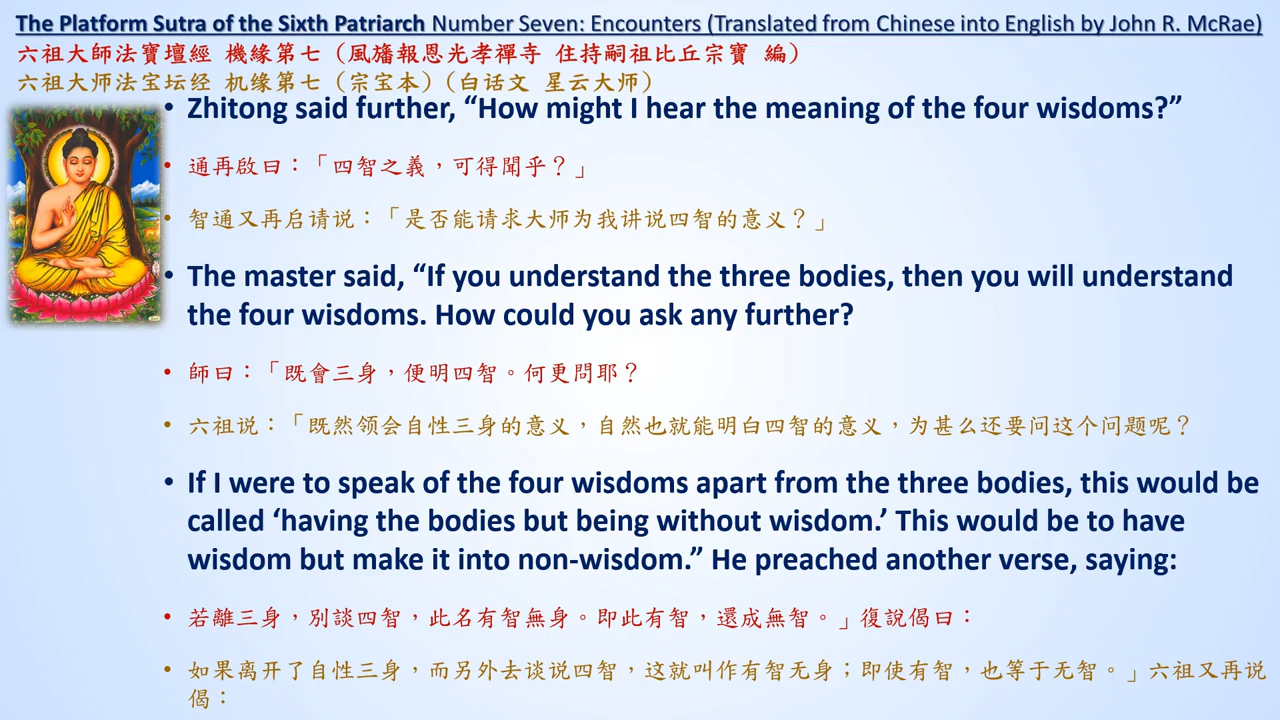 The Platform Sutra of the Sixth Patriarch Number Seven: Encounters (Translated from Chinese into English by John R. McRae)
六祖大師法寶壇經 機緣第七（風旛報恩光孝禪寺 住持嗣祖比丘宗寶 編）
六祖大师法宝坛经 机缘第七（宗宝本）（白话文 星云大师）
• Zhitong said further, “How might I hear the meaning of the four wisdoms?”
• 通再啟曰：「四智之義，可得聞乎？」
• 智通又再启请说：「是否能请求大师为我讲说四智的意义？」
• The master said, “If you understand the three bodies, then you will understand
the four wisdoms. How could you ask any further?
• 師曰：「既會三身，便明四智。何更問耶？
• 六祖说：「既然领会自性三身的意义，自然也就能明白四智的意义，为甚么还要问这个问题呢？
• If I were to speak of the four wisdoms apart from the three bodies, this would be
called ‘having the bodies but being without wisdom.’ This would be to have
wisdom but make it into non-wisdom.” He preached another verse, saying:
• 若離三身，別談四智，此名有智無身。即此有智，還成無智。」復說偈曰：
• 如果离开了自性三身，而另外去谈说四智，这就叫作有智无身；即使有智，也等于无智。」六祖又再说
偈：